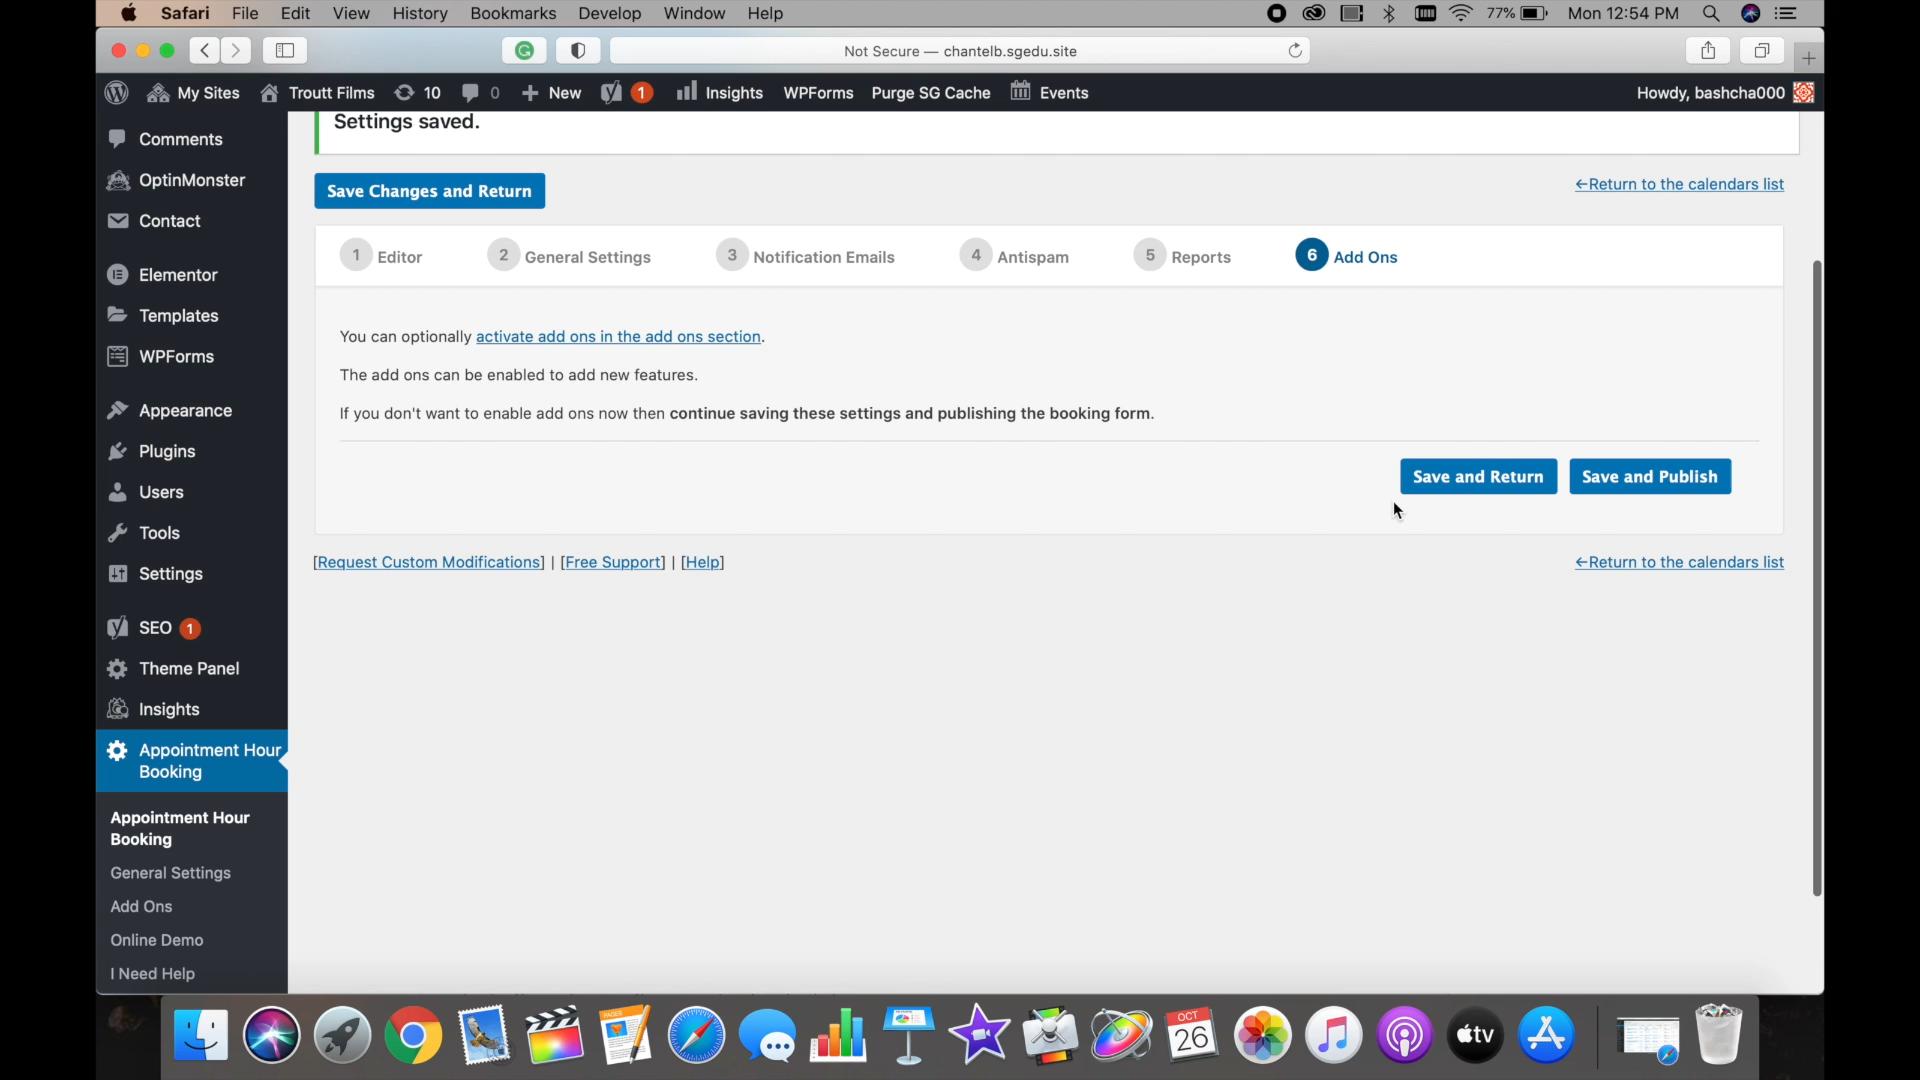 Safari File Edit View History Bookmarks Develop Window Help 77% Mon 12:54 PM
Not Secure — chantelb.sgedu.site
My Sites Troutt Films 10 0 New 1 Insights WPForms Purge SG Cache Events Howdy, bashcha000
Comments
OptinMonster
Contact
Elementor
Templates
WPForms
Appearance
Plugins
Users
Tools
Settings
SEO 1
Theme Panel
Insights
Appointment Hour
Booking
Appointment Hour
Booking
General Settings
Add Ons
Online Demo
I Need Help
Settings saved.
Save Changes and Return
←Return to the calendars list
1 Editor 2 General Settings 3 Notification Emails 4 Antispam 5 Reports 6 Add Ons
You can optionally activate add ons in the add ons section.
The add ons can be enabled to add new features.
If you don't want to enable add ons now then continue saving these settings and publishing the booking form.
Save and Return Save and Publish
[Request Custom Modifications] | [Free Support] | [Help]
←Return to the calendars list
PAGES
OCT
26
tv